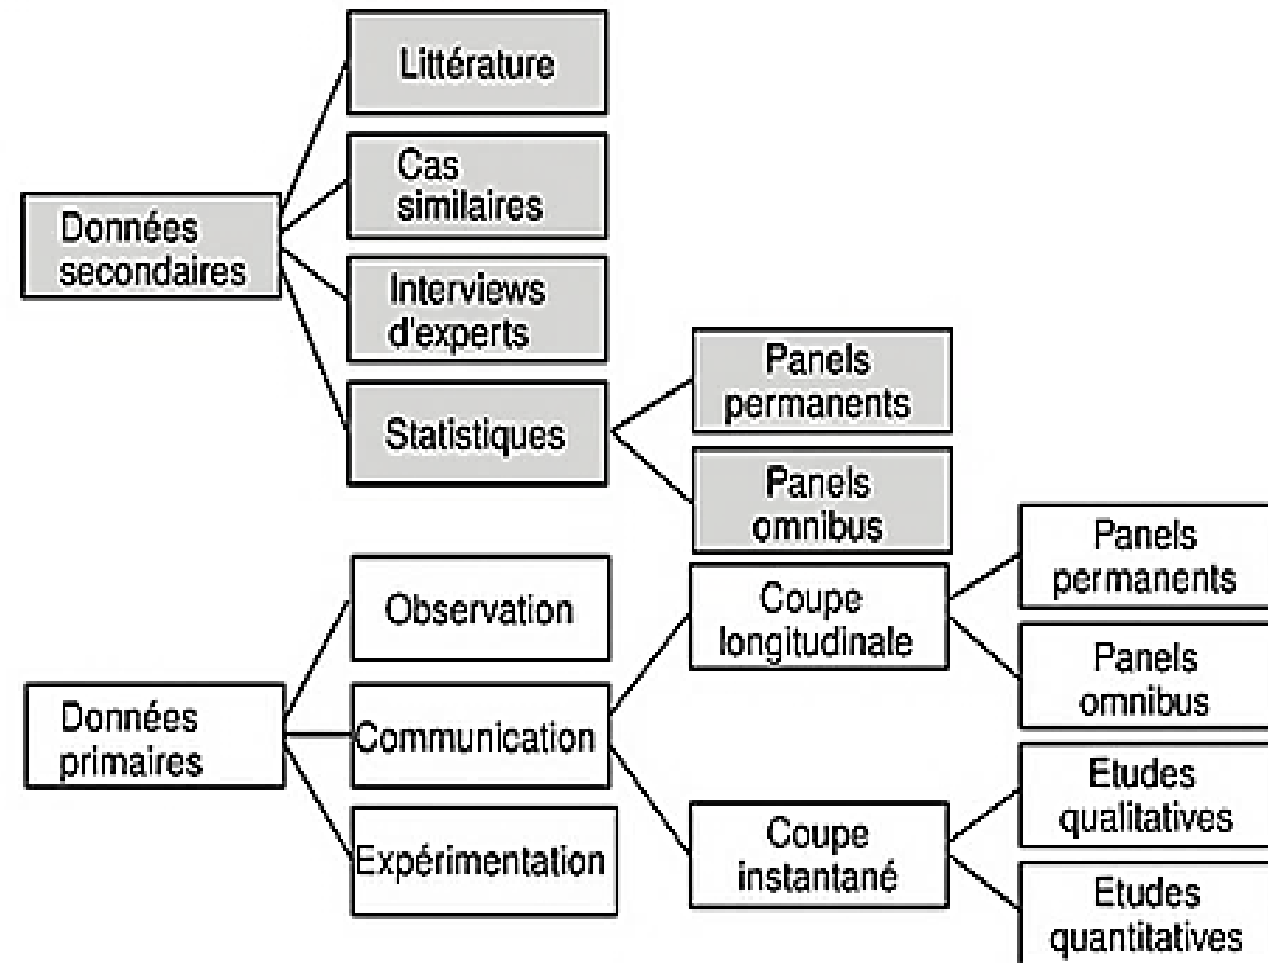 Littérature
Cas
similaires
Données
secondaires
Interviews
d'experts
Statistiques
Panels
permanents
Panels
omnibus
Observation
Données
primaires
Communication
Expérimentation
Coupe
longitudinale
Panels
permanents
Panels
omnibus
Coupe
instantané
Etudes
qualitatives
Etudes
quantitatives